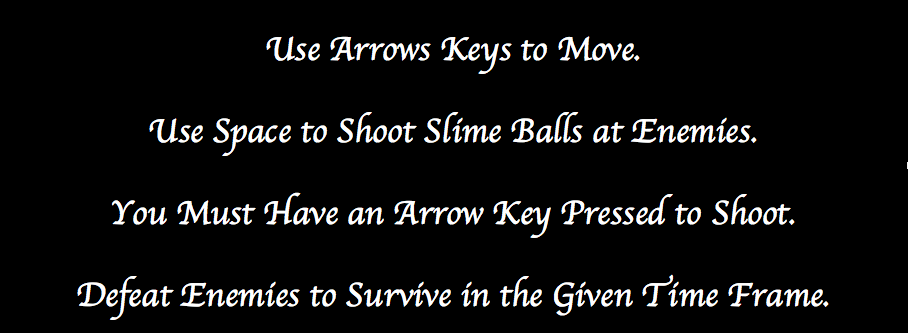 Use Arrows Keys to Move.
Use Space to Shoot Slime Balls at Enemies.
You Must Have an Arrow Key Pressed to Shoot.
Defeat Enemies to Survive in the Given Time Frame.